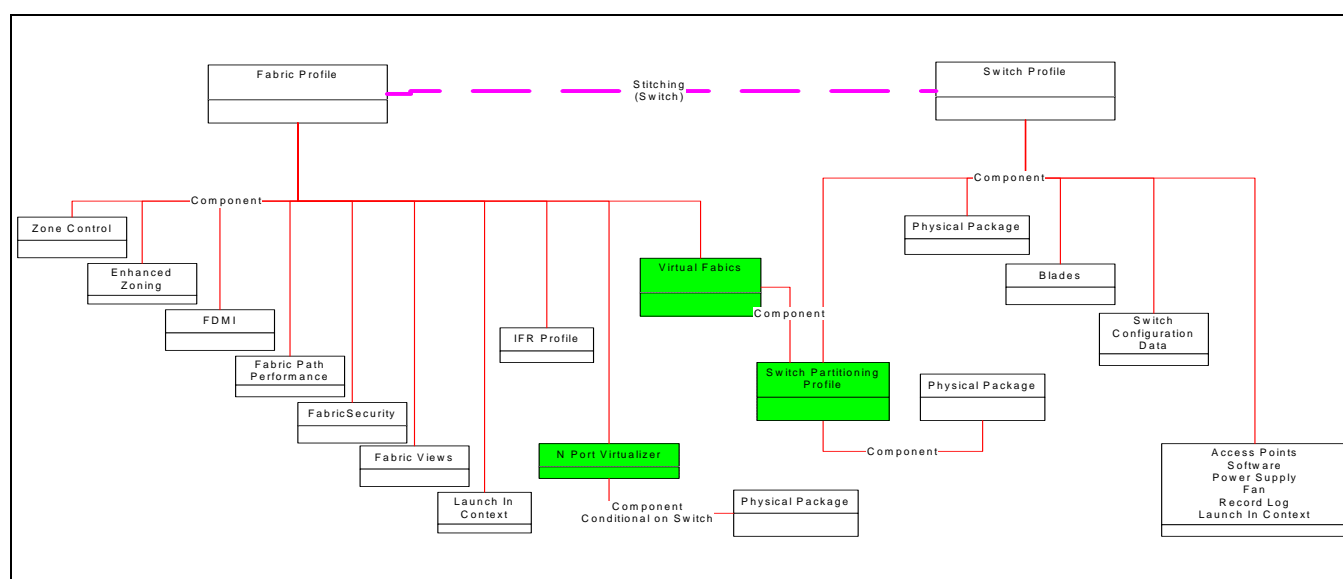 Fabric Profile
Stitching
(Switch)
Switch Profile
Component
Component
Zone Control
Physical Package
Enhanced
Zoning
Virtual Fabics
Blades
FDMI
Component
IFR Profile
Switch
Configuration
Data
Fabric Path
Performance
Switch Partitioning
Profile
Physical Package
FabricSecurity
Fabric Views
N Port Virtualizer
Component
Access Points
Software
Power Supply
Fan
Record Log
Launch In Context
Launch In
Context
Component
Conditional on Switch
Physical Package